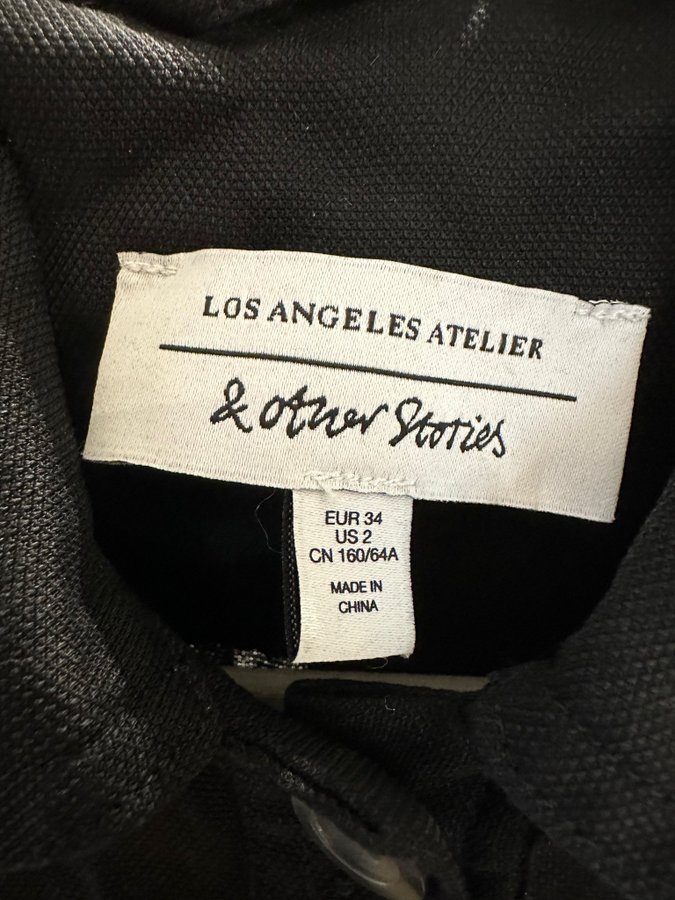 LOS ANGELES ATELIER
& other Stories
EUR 34
US 2
CN 160/64A
MADE IN
CHINA